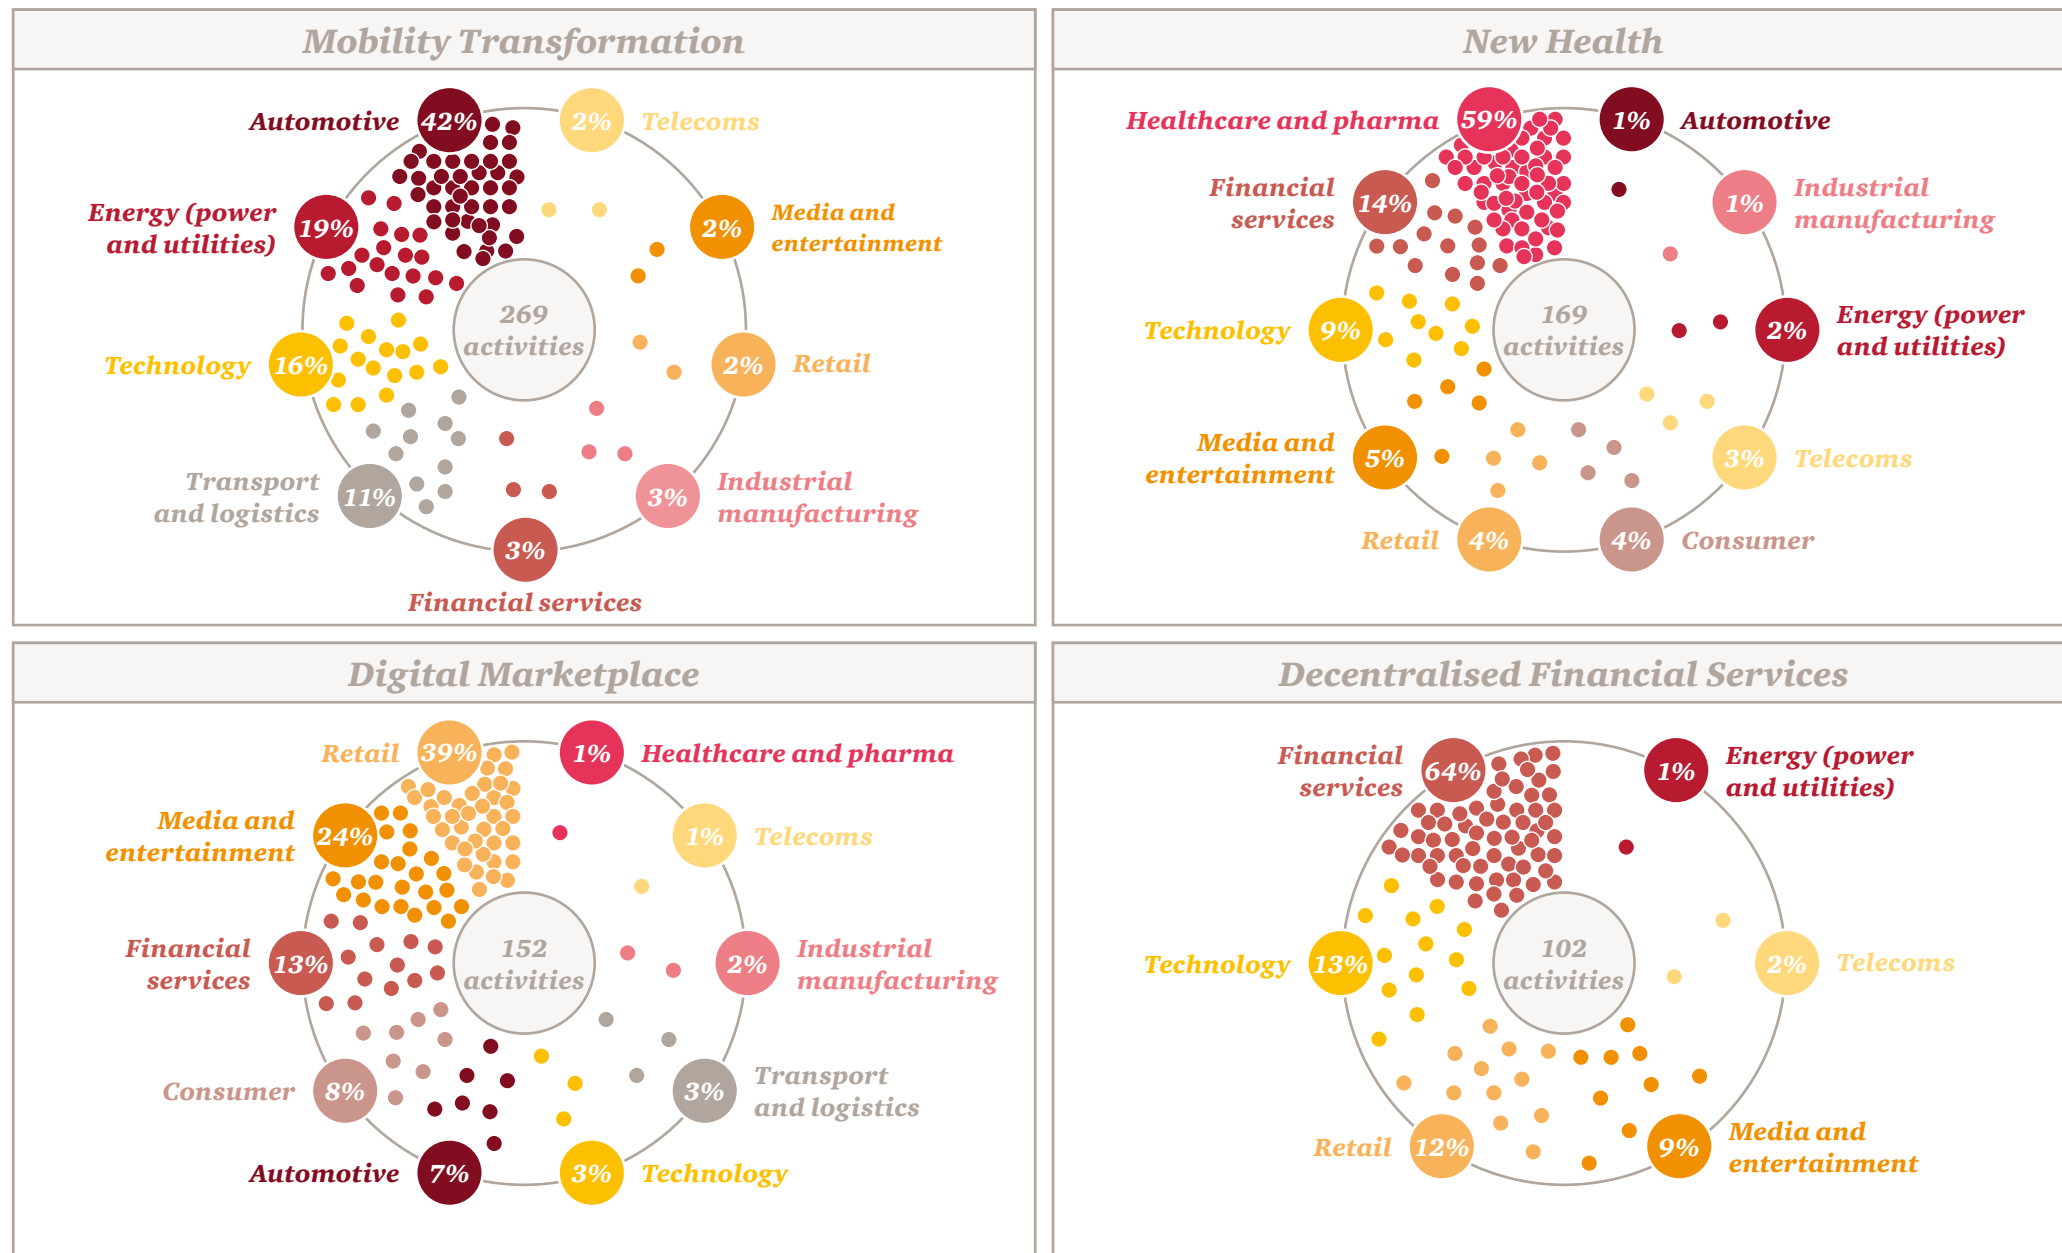 Mobility Transformation
Automotive
42%
2%
Telecoms
Energy (power
and utilities)
19%
2%
Media and
entertainment
269
activities
Technology
16%
2%
Retail
Transport
and logistics
11%
3%
Industrial
manufacturing
3%
Financial services
New Health
Healthcare and pharma
59%
1%
Automotive
Financial
services
14%
1%
Industrial
manufacturing
Technology
9%
169
activities
2%
Energy (power
and utilities)
Media and
entertainment
5%
3%
Telecoms
Retail
4%
4%
Consumer
Digital Marketplace
Retail
39%
1%
Healthcare and pharma
Media and
entertainment
24%
1%
Telecoms
Financial
services
13%
152
activities
2%
Industrial
manufacturing
Consumer
8%
3%
Transport
and logistics
Automotive
7%
3%
Technology
Decentralised Financial Services
Financial
services
64%
1%
Energy (power
and utilities)
Technology
13%
102
activities
2%
Telecoms
Retail
12%
9%
Media and
entertainment